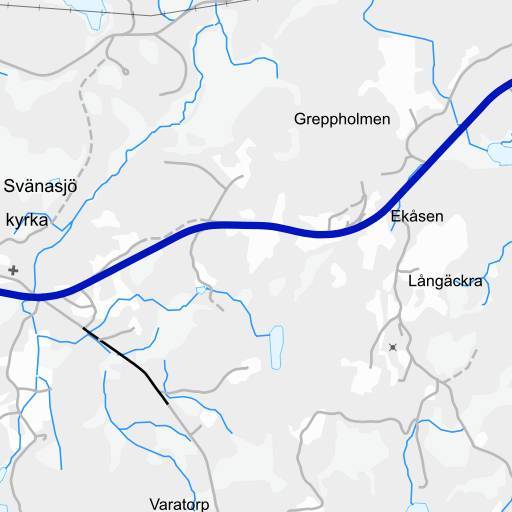 Greppholmen
Svänasjö
kyrka
Ekåsen
Långäckra
Varatorp